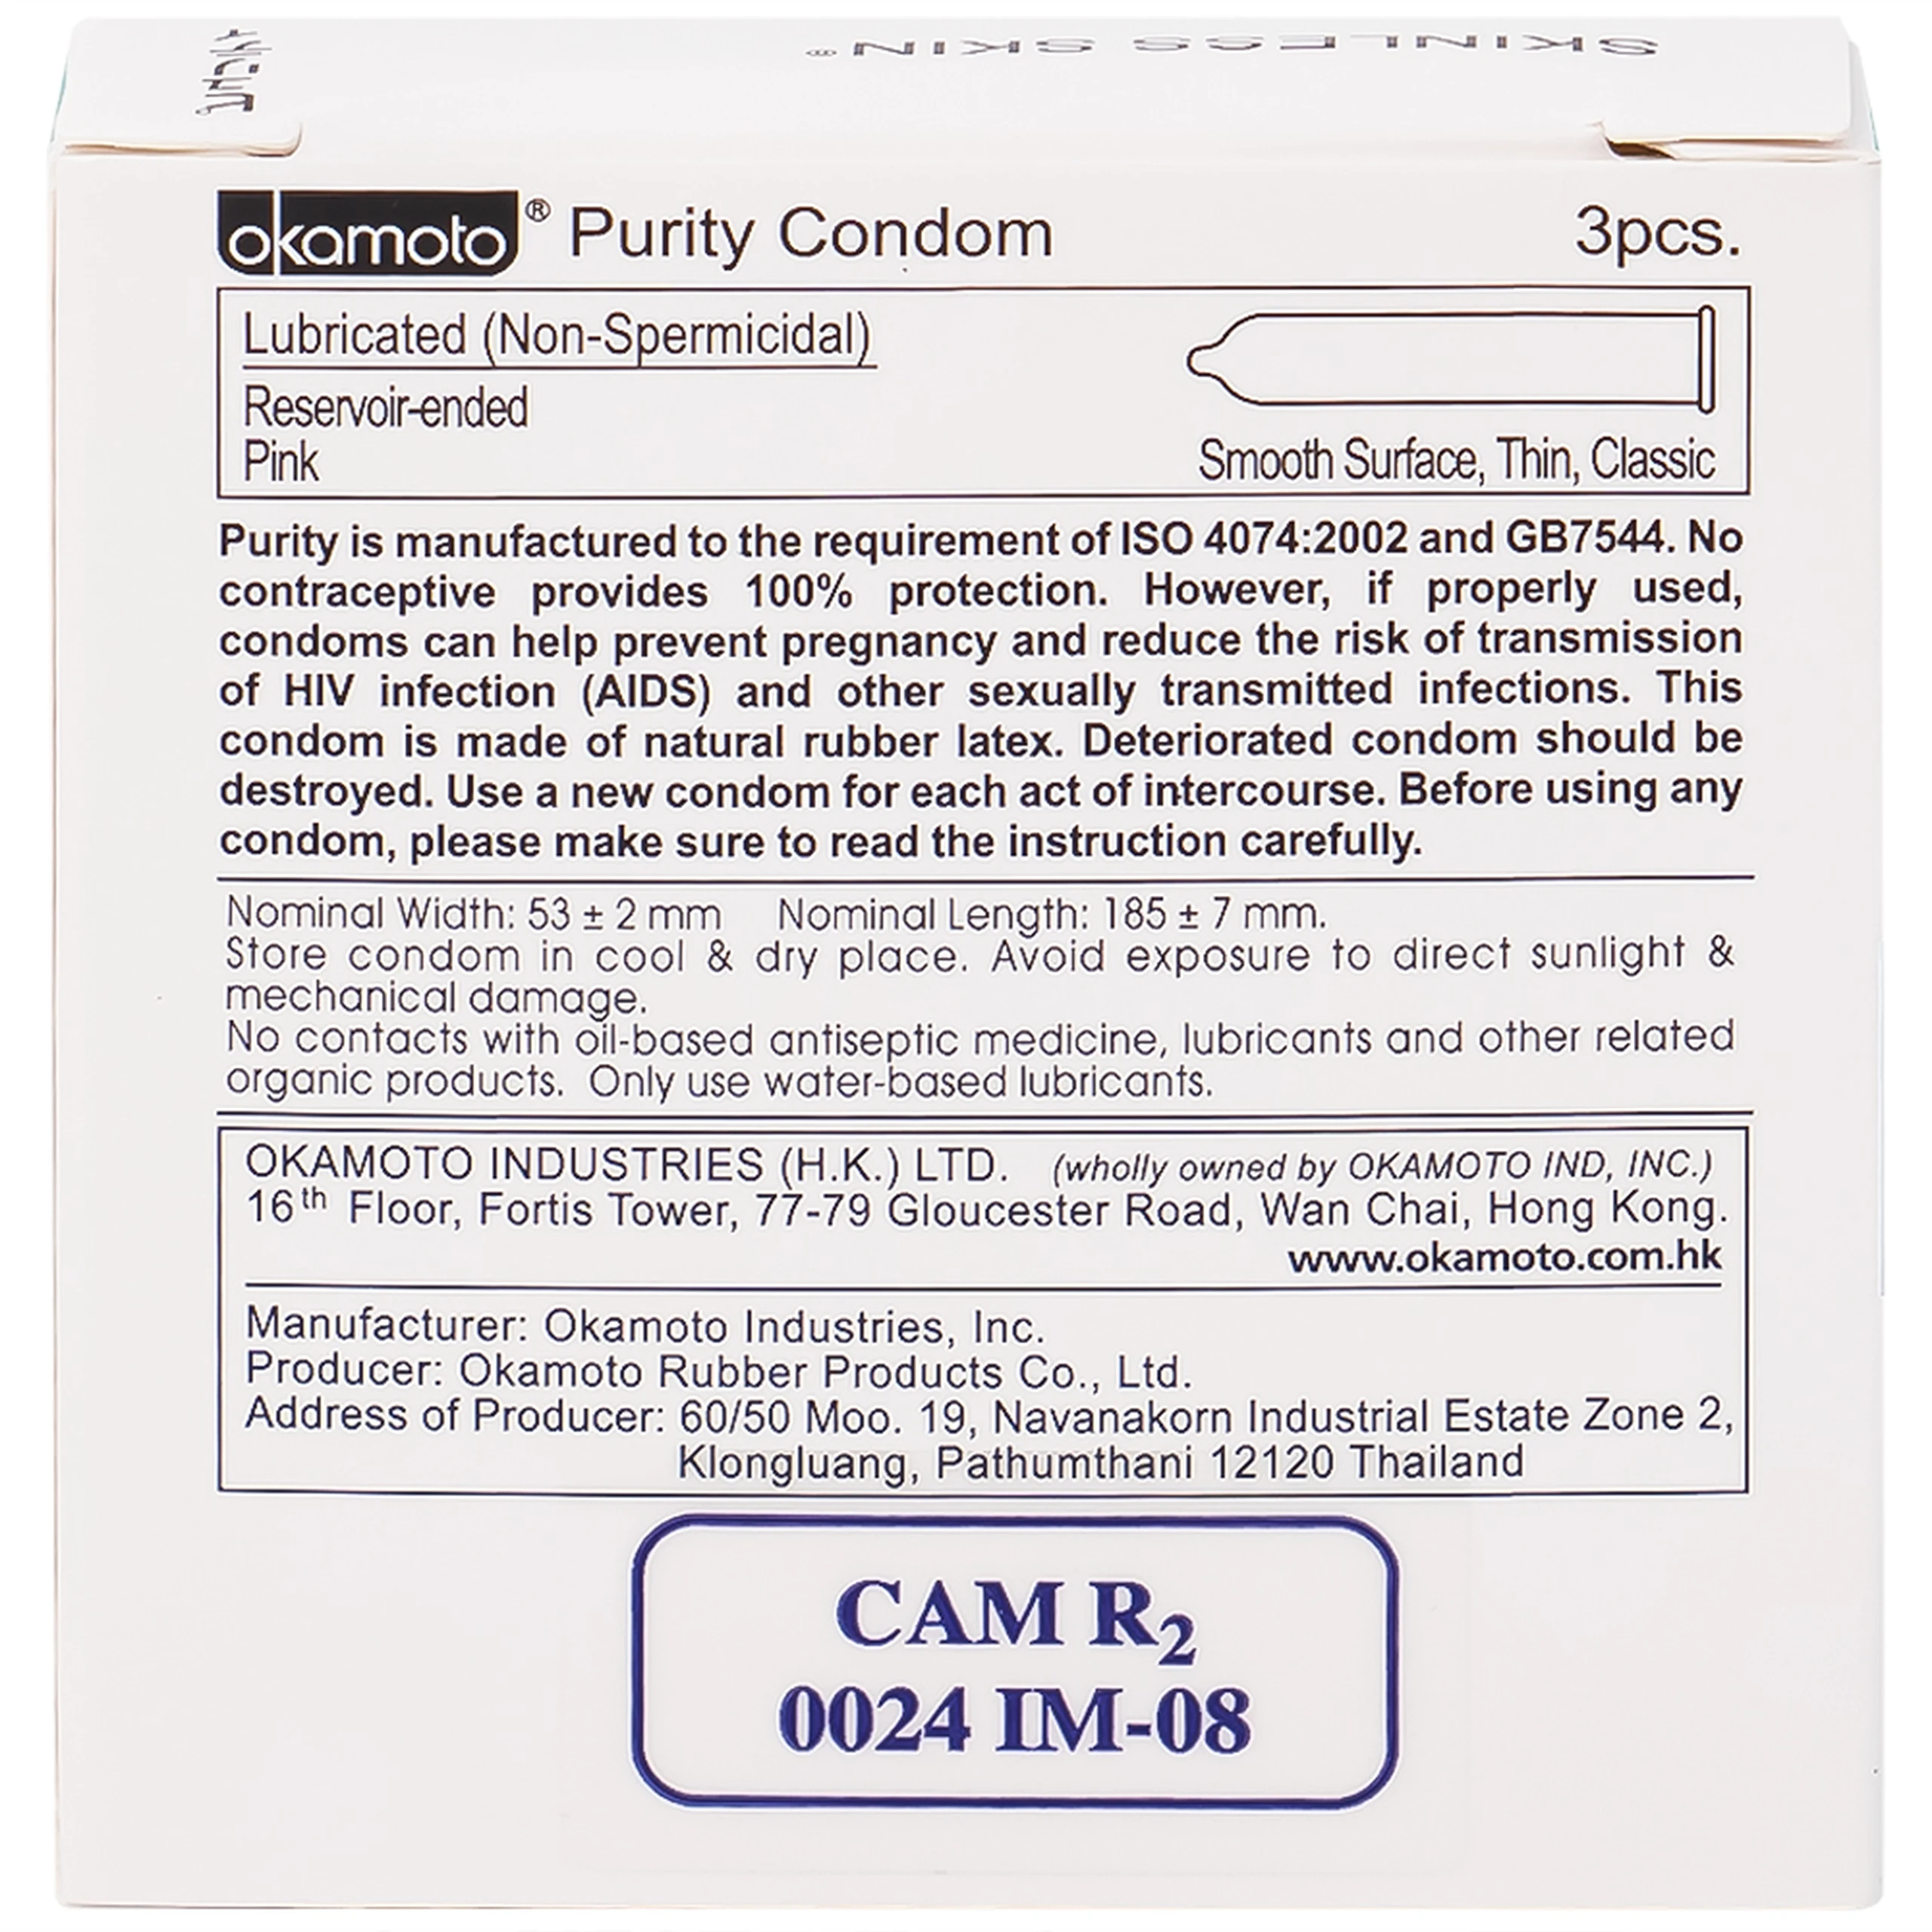 SKINLESS SKIN®
okamoto® Purity Condom 3pcs.
Lubricated (Non-Spermicidal)
Reservoir-ended
Pink
Smooth Surface, Thin, Classic
Purity is manufactured to the requirement of ISO 4074:2002 and GB7544. No
contraceptive provides 100% protection. However, if properly used,
condoms can help prevent pregnancy and reduce the risk of transmission
of HIV infection (AIDS) and other sexually transmitted infections. This
condom is made of natural rubber latex. Deteriorated condom should be
destroyed. Use a new condom for each act of intercourse. Before using any
condom, please make sure to read the instruction carefully.
Nominal Width: 53 ± 2 mm Nominal Length: 185 ± 7 mm.
Store condom in cool & dry place. Avoid exposure to direct sunlight &
mechanical damage.
No contacts with oil-based antiseptic medicine, lubricants and other related
organic products. Only use water-based lubricants.
OKAMOTO INDUSTRIES (H.K.) LTD. (wholly owned by OKAMOTO IND, INC.)
16th Floor, Fortis Tower, 77-79 Gloucester Road, Wan Chai, Hong Kong.
www.okamoto.com.hk
Manufacturer: Okamoto Industries, Inc.
Producer: Okamoto Rubber Products Co., Ltd.
Address of Producer: 60/50 Moo. 19, Navanakorn Industrial Estate Zone 2,
Klongluang, Pathumthani 12120 Thailand
CAM R2
0024 IM-08